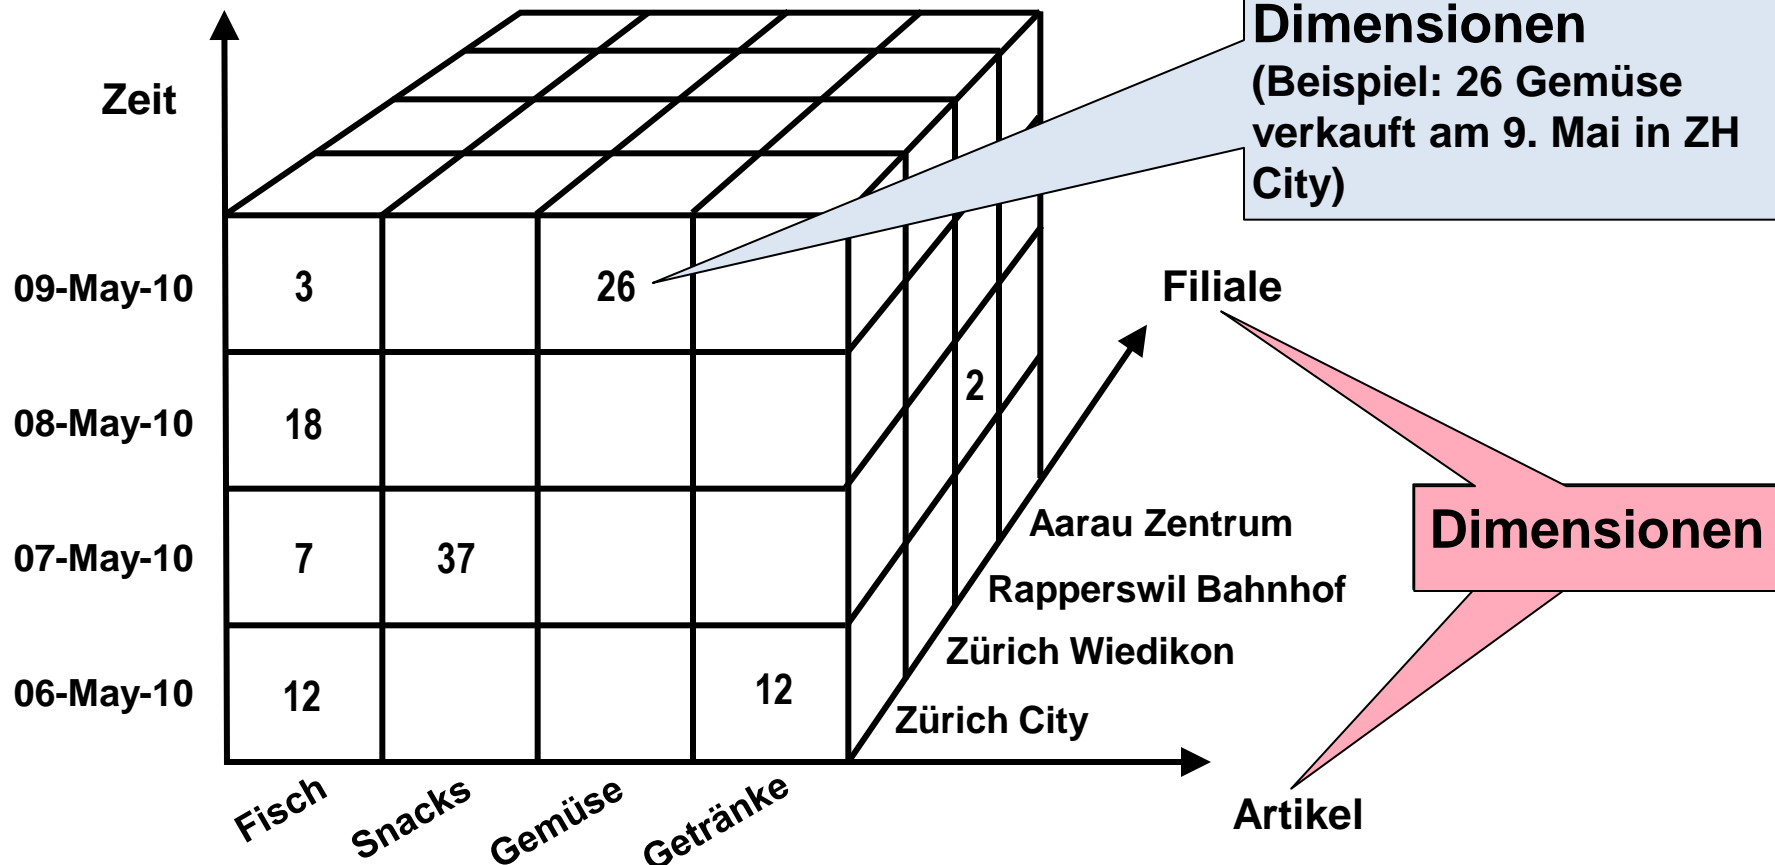 Dimensionen
(Beispiel: 26 Gemüse
verkauft am 9. Mai in ZH
City)
Zeit
09-May-10
3
26
Filiale
08-May-10
18
2
07-May-10
7
37
Aarau Zentrum
Dimensionen
Rapperswil Bahnhof
Zürich Wiedikon
06-May-10
12
12
Zürich City
Fisch
Snacks
Gemüse
Getränke
Artikel